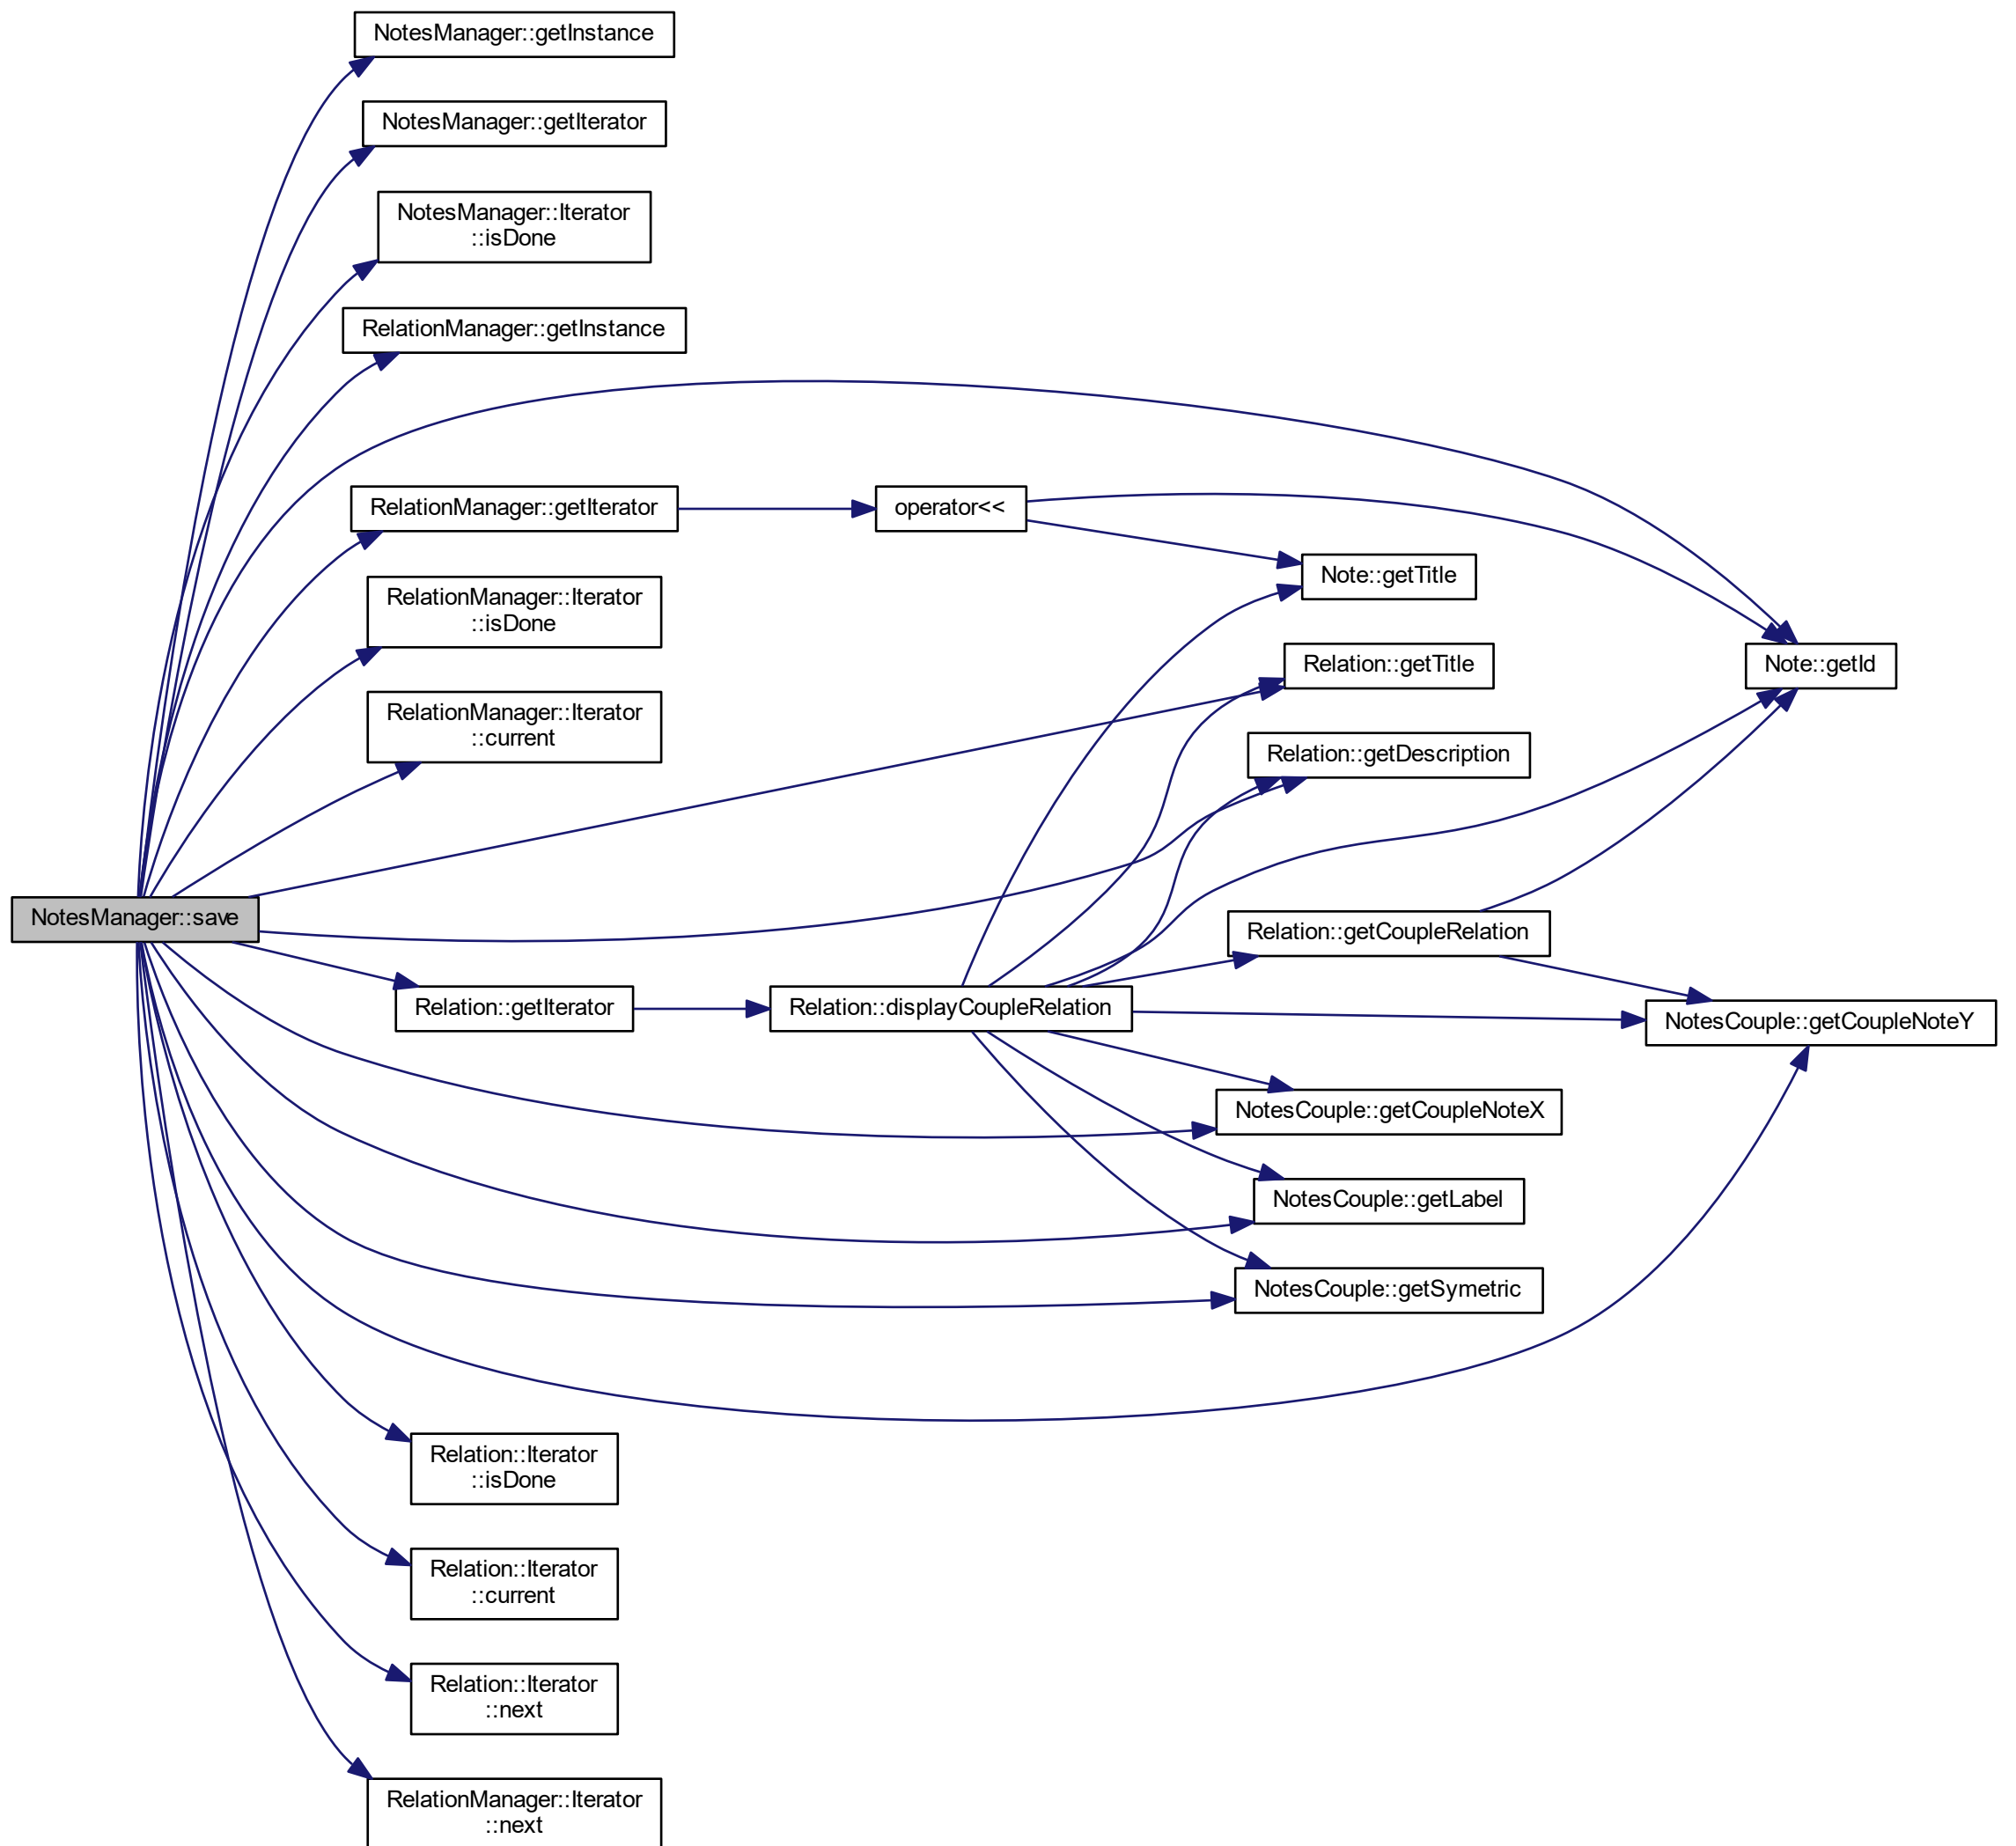 NotesManager::getInstance
NotesManager::getIterator
NotesManager::Iterator
::isDone
RelationManager::getInstance
RelationManager::getIterator
operator<<
Note::getTitle
RelationManager::Iterator
::isDone
Relation::getTitle
Note::getId
RelationManager::Iterator
::current
Relation::getDescription
NotesManager::save
Relation::getCoupleRelation
Relation::getIterator
Relation::displayCoupleRelation
NotesCouple::getCoupleNoteY
NotesCouple::getCoupleNoteX
NotesCouple::getLabel
NotesCouple::getSymetric
Relation::Iterator
::isDone
Relation::Iterator
::current
Relation::Iterator
::next
RelationManager::Iterator
::next